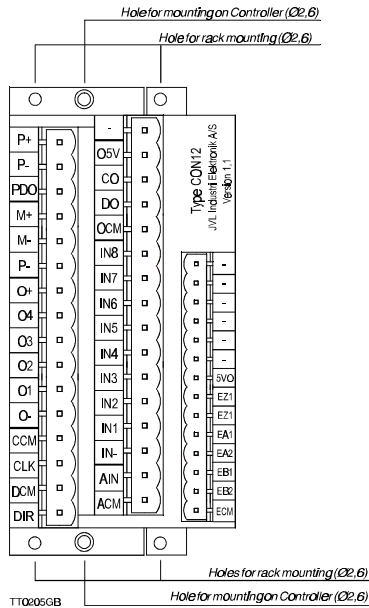 Hole for mounting on Controller (Ø2,6)
Hole for rack mounting (Ø2,6)
P+
P-
PDO
M+
M-
P-
O+
O4
O3
O2
O1
O-
CCM
CLK
DCM
DIR
-
O5V
CO
DO
OCM
IN8
IN7
IN6
IN5
IN4
IN3
IN2
IN1
IN-
AIN
ACM
Type CON12
JVL Industri Elektronik A/S
Version 1,1
-
-
-
-
-
-
5VO
EZ1
EZ1
EA1
EA2
EB1
EB2
ECM
Holes for rack mounting (Ø2,6)
TT0205GB
Hole for mounting on Controller (Ø2,6)